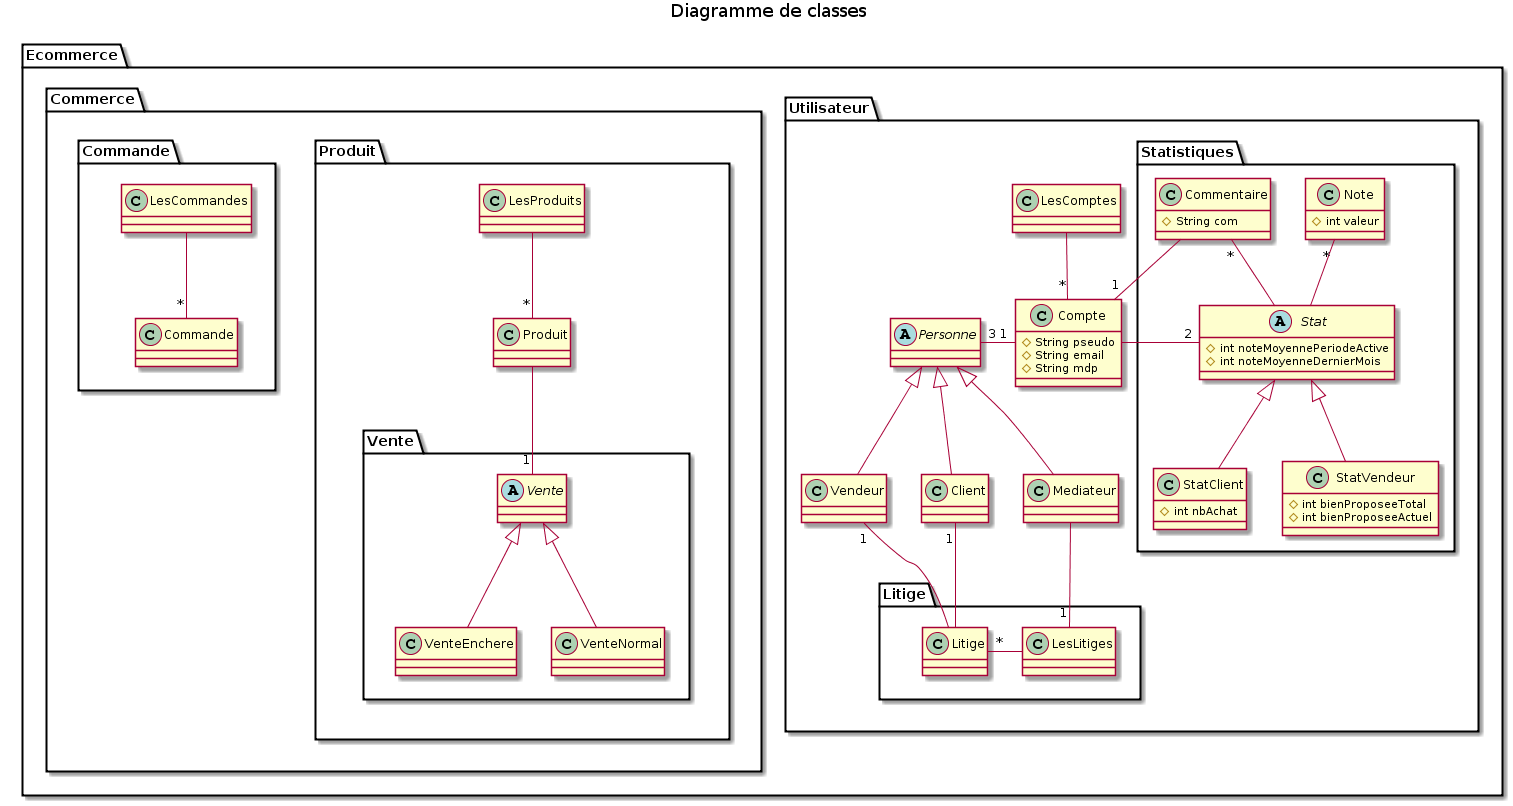 Diagramme de classes
Ecommerce
Commerce
Commande
C LesCommandes
*
C Commande
Produit
C LesProduits
*
C Produit
Vente
1
A Vente
C VenteEnchere
C VenteNormal
Utilisateur
C LesComptes
*
1
A Personne
3 1
C Compte
String pseudo
String email
String mdp
2
Statistiques
C Commentaire
String com
C Note
int valeur
*
*
A Stat
int noteMoyennePeriodeActive
int noteMoyenneDernierMois
C StatClient
int nbAchat
C StatVendeur
int bienProposeeTotal
int bienProposeeActuel
C Vendeur
C Client
C Mediateur
1
1
Litige
1
C Litige
*
C LesLitiges